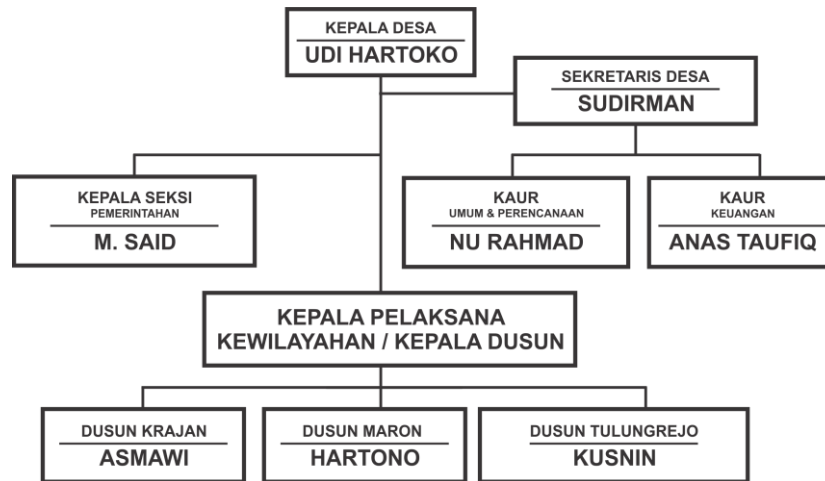 KEPALA DESA
UDI HARTOKO
SEKRETARIS DESA
SUDIRMAN
KEPALA SEKSI
PEMERINTAHAN
M. SAID
KAUR
UMUM & PERENCANAAN
NU RAHMAD
KAUR
KEUANGAN
ANAS TAUFIQ
KEPALA PELAKSANA
KEWILAYAHAN / KEPALA DUSUN
DUSUN KRAJAN
ASMAWI
DUSUN MARON
HARTONO
DUSUN TULUNGREJO
KUSNIN